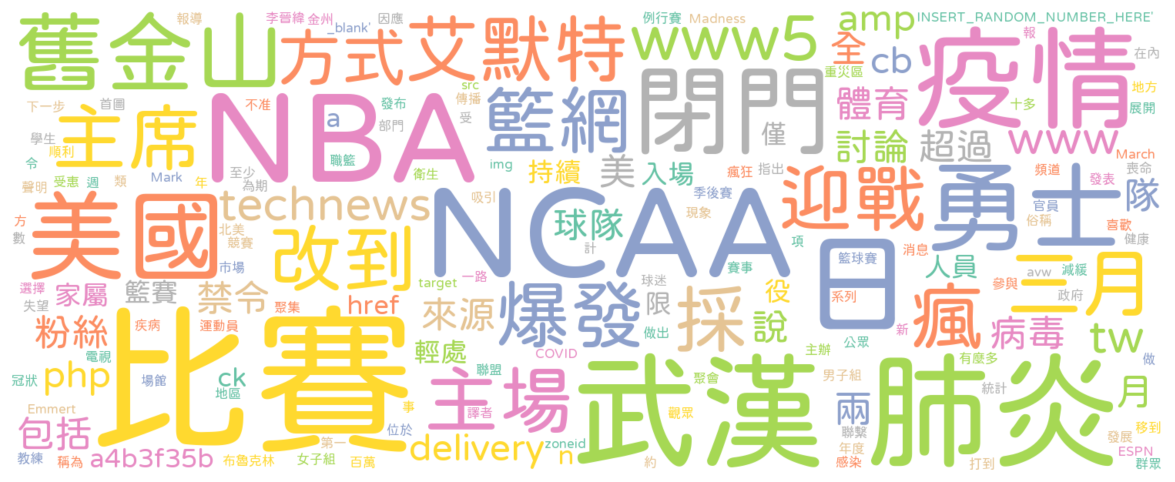 舊金山
報導
李晉緯
金州
_blank'
因應
方式
艾默特
例行賽
Madness
www5
amp
INSERT_RANDOM_NUMBER_HERE'
全
cb
重災區
報
在內
疫情
地方
展開
體育
十多
www
討論
超過
閉門
僅
src
傳播
受
籃網
不准
發布
部門
NBA
a
職籃
衛生
下一步
首圖
學生
順利
令
主席
聲明
受惠
週
類
Mark
年
至少
為期
img
持續
美
入場
瘋狂
指出
季後賽
現象
吸引
迎戰
勇士
頻道
March
發表
喪命
官員
俗稱
隊
喜歡
健康
方
數
美國
technews
北美
競賽
市場
改到
NCAA
球隊
計
項
日
籃球賽
系列
消息
人員
avw
減緩
參與
政府
三月
選擇
失望
家屬
籃賽
禁令
聚集
href
target
一路
來源
爆發
球迷
賽事
限
做出
採
役
說
公眾
新
瘋
病毒
tw
粉絲
疾病
運動員
電視
冠狀
php
場館
比賽
ck
地區
輕處
聯盟
COVID
主場
譯者
武漢
聚會
觀眾
主辦
男子組
有麼多
統計
做
肺炎
月
兩
聯繫
年度
感染
打到
發展
移到
ESPN
群眾
Emmert
包括
教練
稱為
a4b3f35b
事
位於
第一
布魯克林
女子組
百萬
delivery
zoneid
n
約